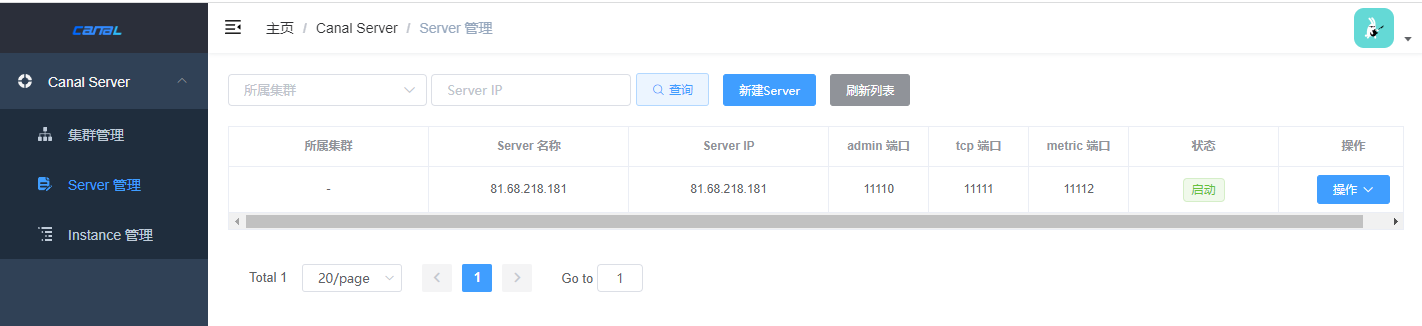 canal
主页 / Canal Server / Server 管理
Canal Server
集群管理
Server 管理
Instance 管理
所属集群 Server IP 查询 新建Server 刷新列表
所属集群 Server 名称 Server IP admin 端口 tcp 端口 metric 端口 状态 操作
- 81.68.218.181 81.68.218.181 11110 11111 11112 启动 操作
Total 1 20/page 1 Go to 1